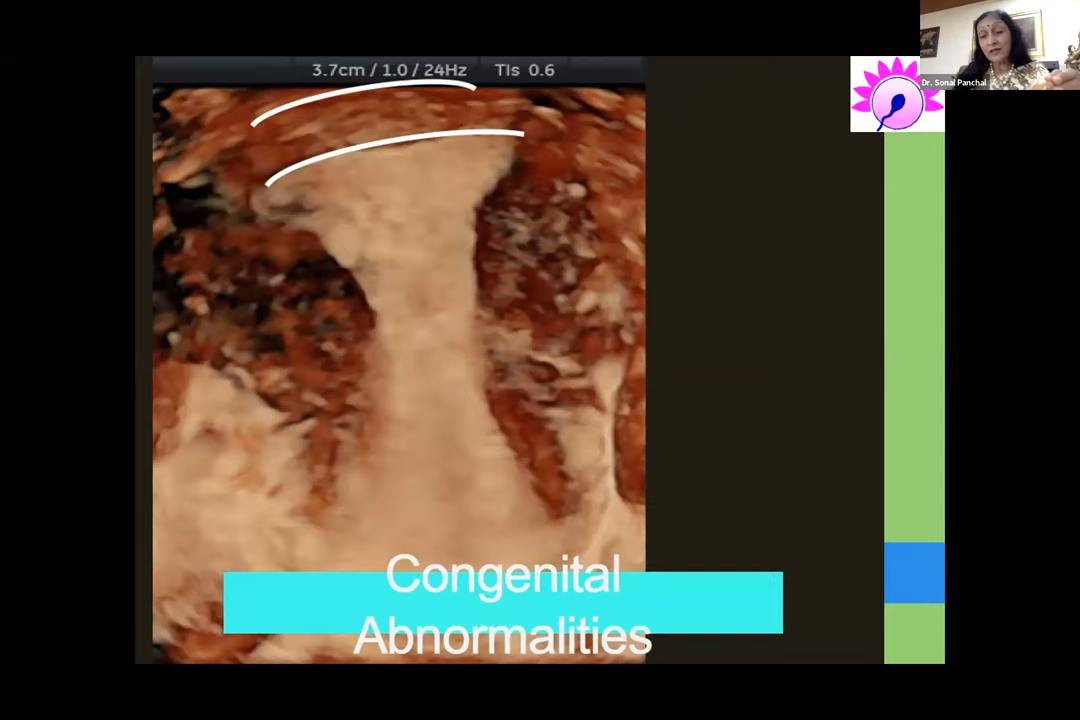 3.7cm / 1.0 / 24Hz TIs 0.6
Dr. Sonal Panchal
Congenital
Abnormalities